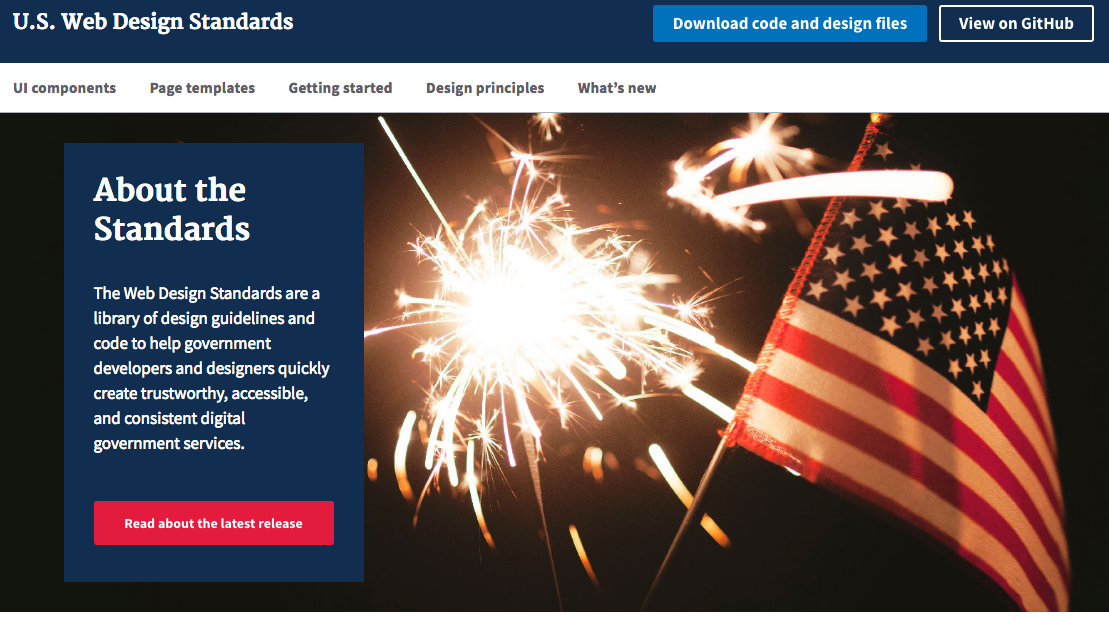 U.S. Web Design Standards
Download code and design files
View on GitHub
UI components
Page templates
Getting started
Design principles
What’s new
About the
Standards
The Web Design Standards are a
library of design guidelines and
code to help government
developers and designers quickly
create trustworthy, accessible,
and consistent digital
government services.
Read about the latest release